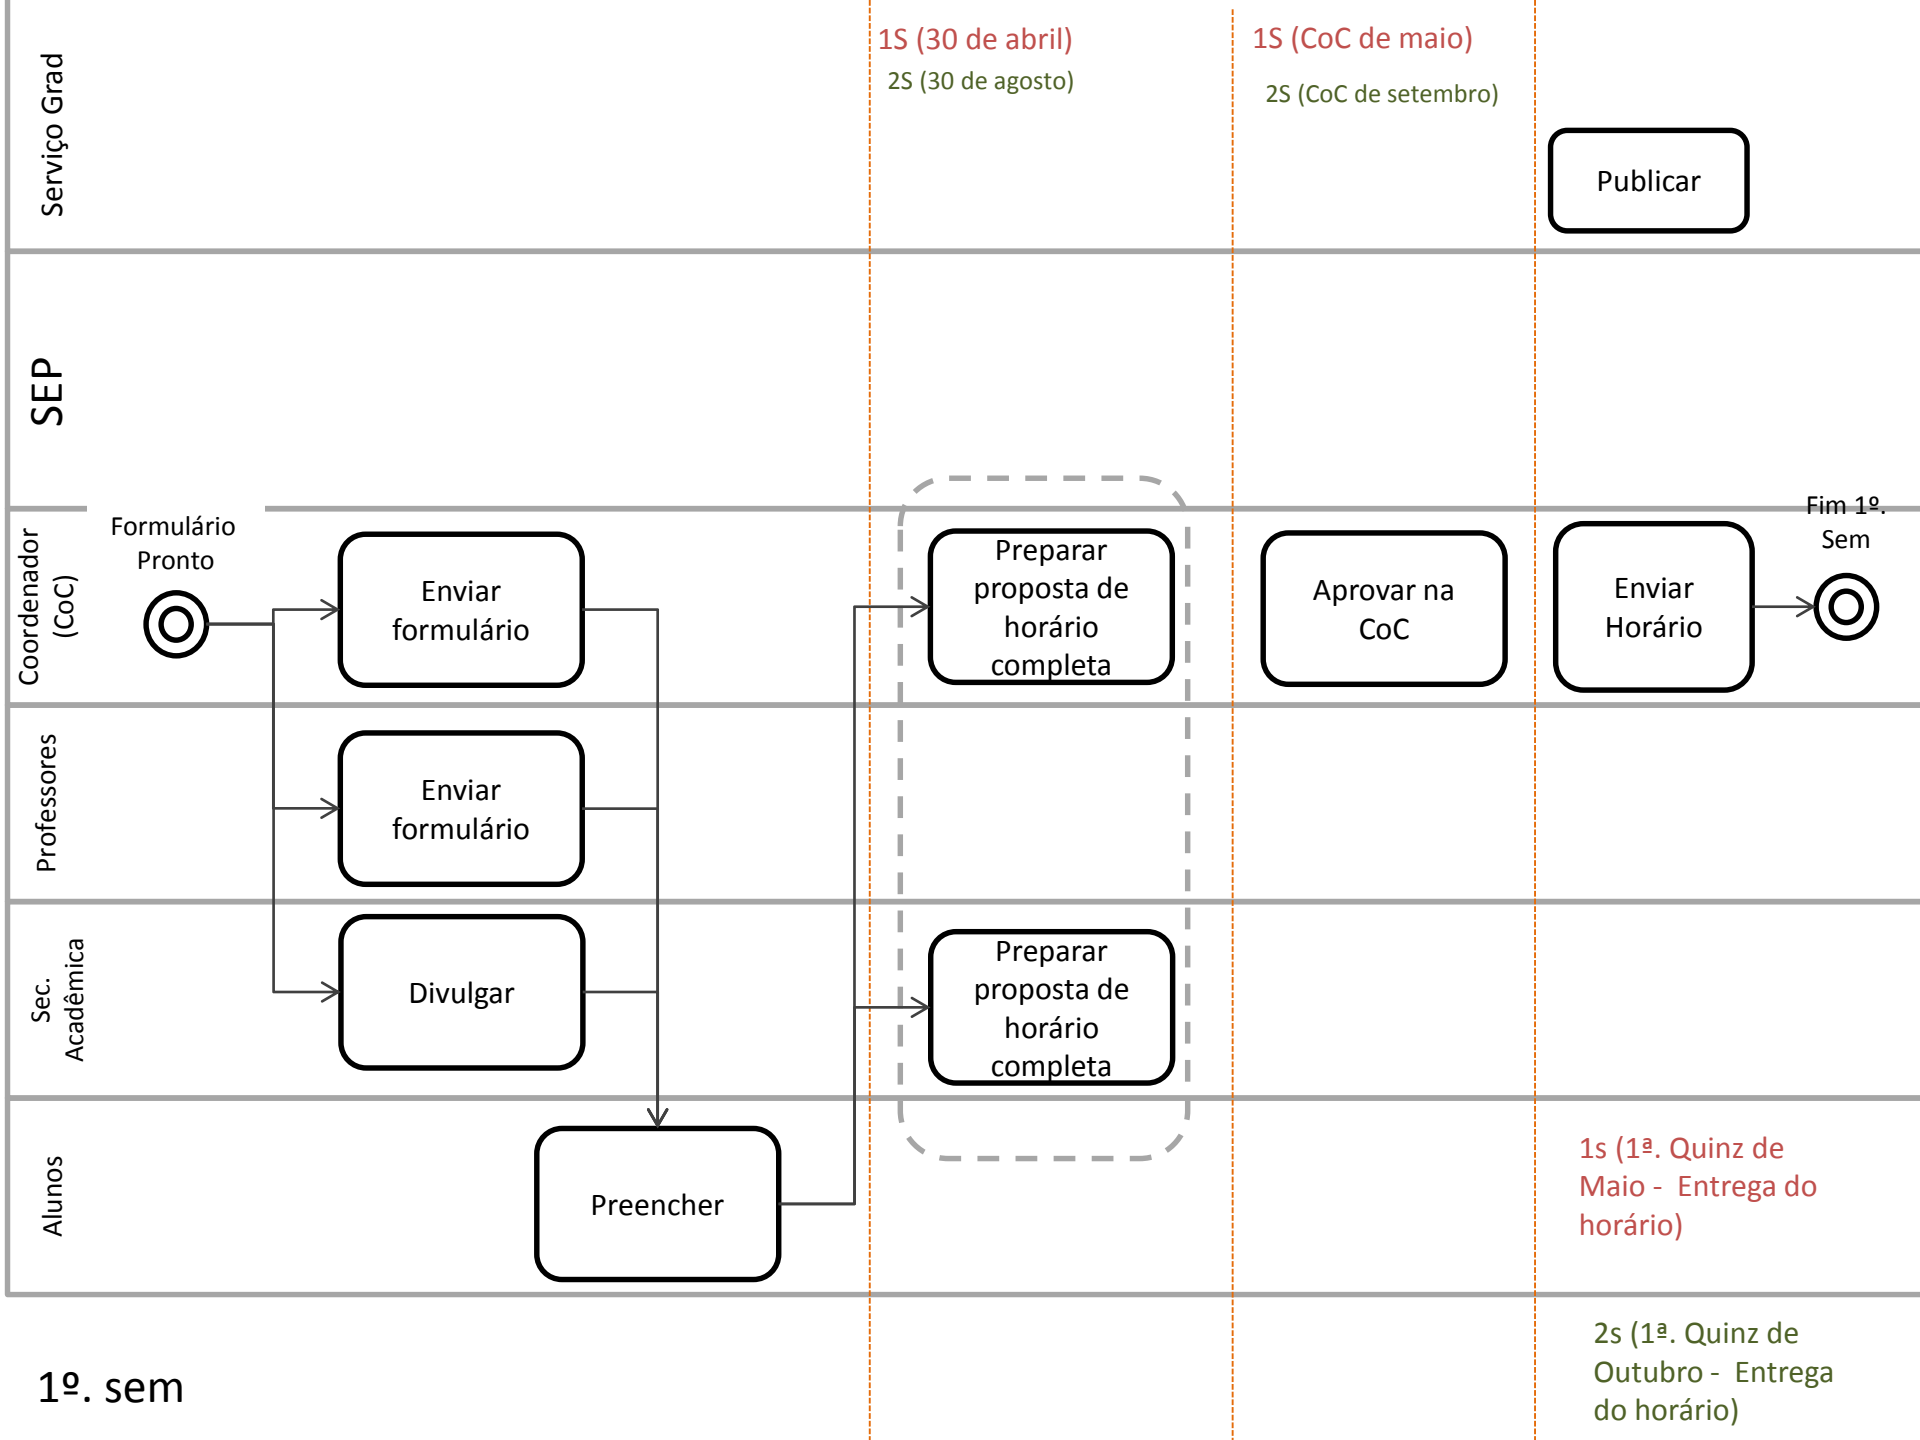 1S (30 de abril)
2S (30 de agosto)
1S (CoC de maio)
2S (CoC de setembro)
Serviço Grad
Publicar
SEP
Coordenador
(CoC)
Formulário
Pronto
Enviar
formulário
Preparar
proposta de
horário
completa
Aprovar na
CoC
Enviar
Horário
Fim 1º.
Sem
Professores
Enviar
formulário
Sec.
Acadêmica
Divulgar
Preparar
proposta de
horário
completa
Alunos
Preencher
1s (1ª. Quinz de
Maio - Entrega do
horário)
2s (1ª. Quinz de
Outubro - Entrega
do horário)
1º. sem